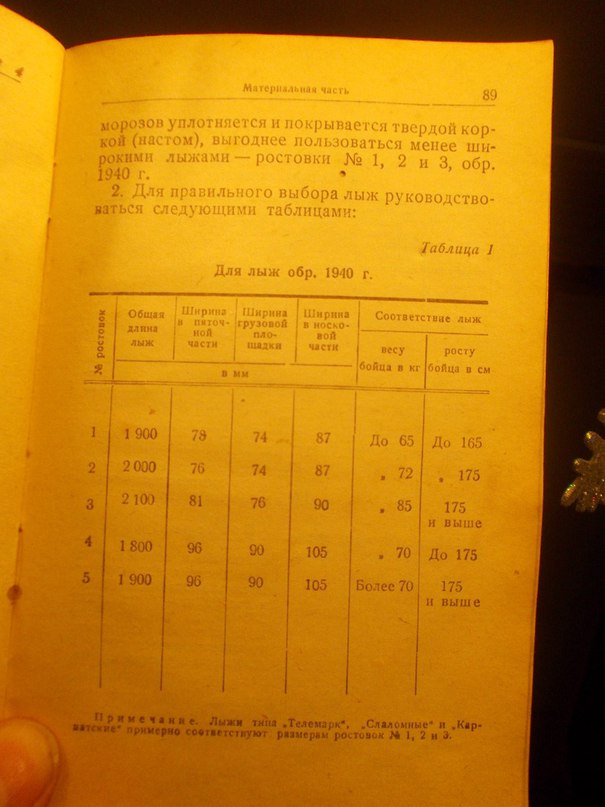 Материальная часть 89
морозов уплотняется и покрывается твердой кор-
кой (настом), выгоднее пользоваться менее ши-
рокими лыжами — ростовки № 1, 2 и 3, обр.
1940 г.
2. Для правильного выбора лыж руководство-
ваться следующими таблицами:
Таблица 1
Для лыж обр. 1940 г.
№ ростовок
Общая
длина
лыж
Ширина
в пяточ-
ной
части
Ширина
грузовой
пло-
щадки
Ширина
в носко-
вой
части
в мм
Соответствие лыж
весу
бойца в кг
росту
бойца в см
1 1 900 78 74 87 До 65 До 165
2 2 000 76 74 87 „ 72 „ 175
3 2 100 81 76 90 „ 85 175
и выше
4 1 800 96 90 105 „ 70 До 175
5 1 900 96 90 105 Более 70 175
и выше
Примечание. Лыжи типа „Телемарк“, „Слаломные“ и „Кар-
патские“ примерно соответствуют размерам ростовок № 1, 2 и 3.